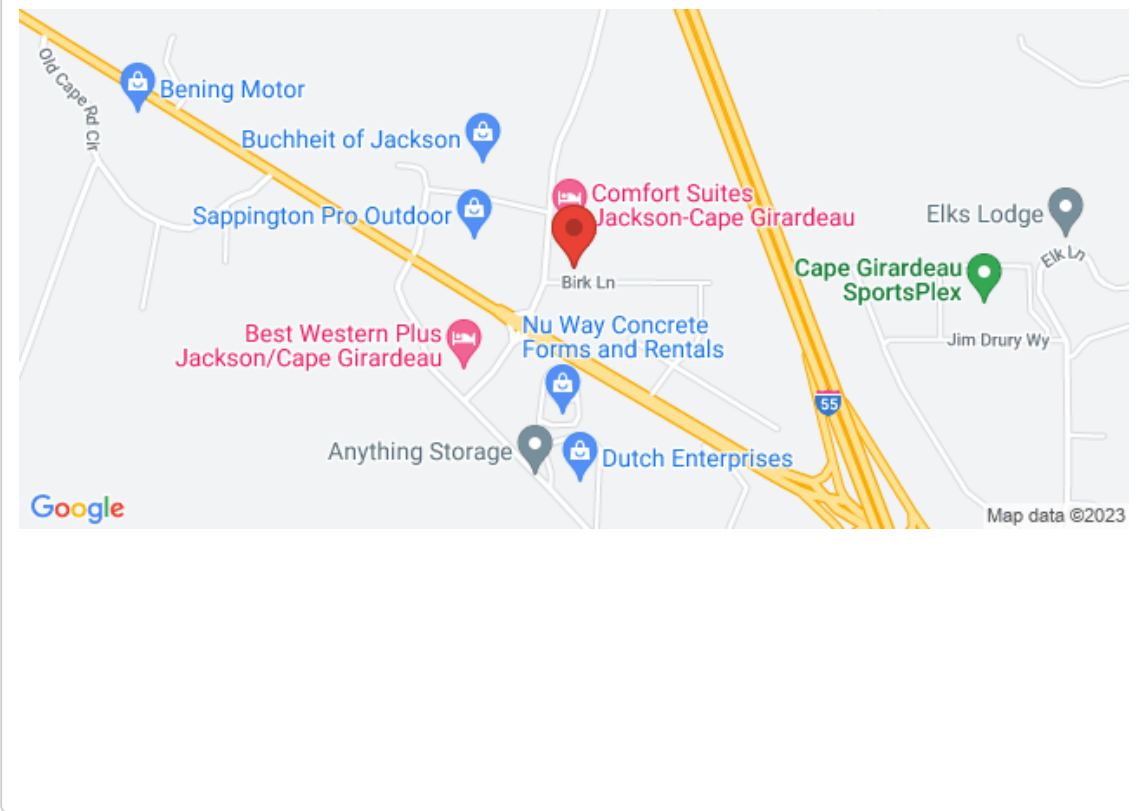 Old Cape Rd Cir
Bening Motor
Buchheit of Jackson
Sappington Pro Outdoor
Comfort Suites
Jackson-Cape Girardeau
Elks Lodge
Elk Ln
Cape Girardeau
SportsPlex
Birk Ln
Nu Way Concrete
Forms and Rentals
Best Western Plus
Jackson/Cape Girardeau
Jim Drury Wy
55
Anything Storage
Dutch Enterprises
Google
Map data ©2023